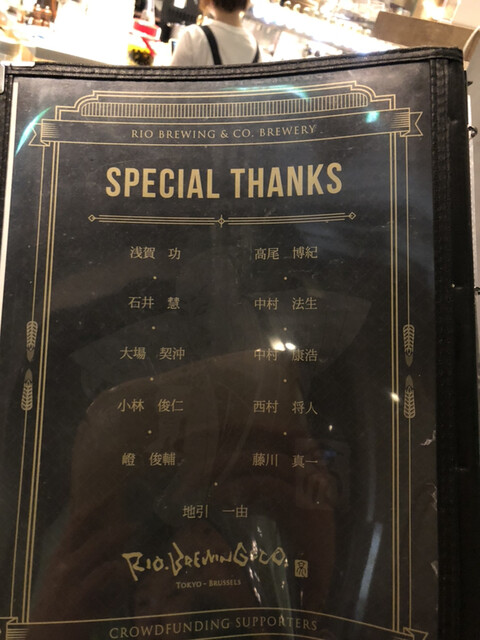 RIO BREWING & CO. BREWERY
SPECIAL THANKS
浅賀 功 高尾 博紀
石井 慧 中村 法生
大場 契沖 中村 康浩
小林 俊仁 西村 将人
嶝 俊輔 藤川 真一
地引 一由
RIO. BREWING & CO.
TOKYO • BRUSSELS
CROWDFUNDING SUPPORTERS